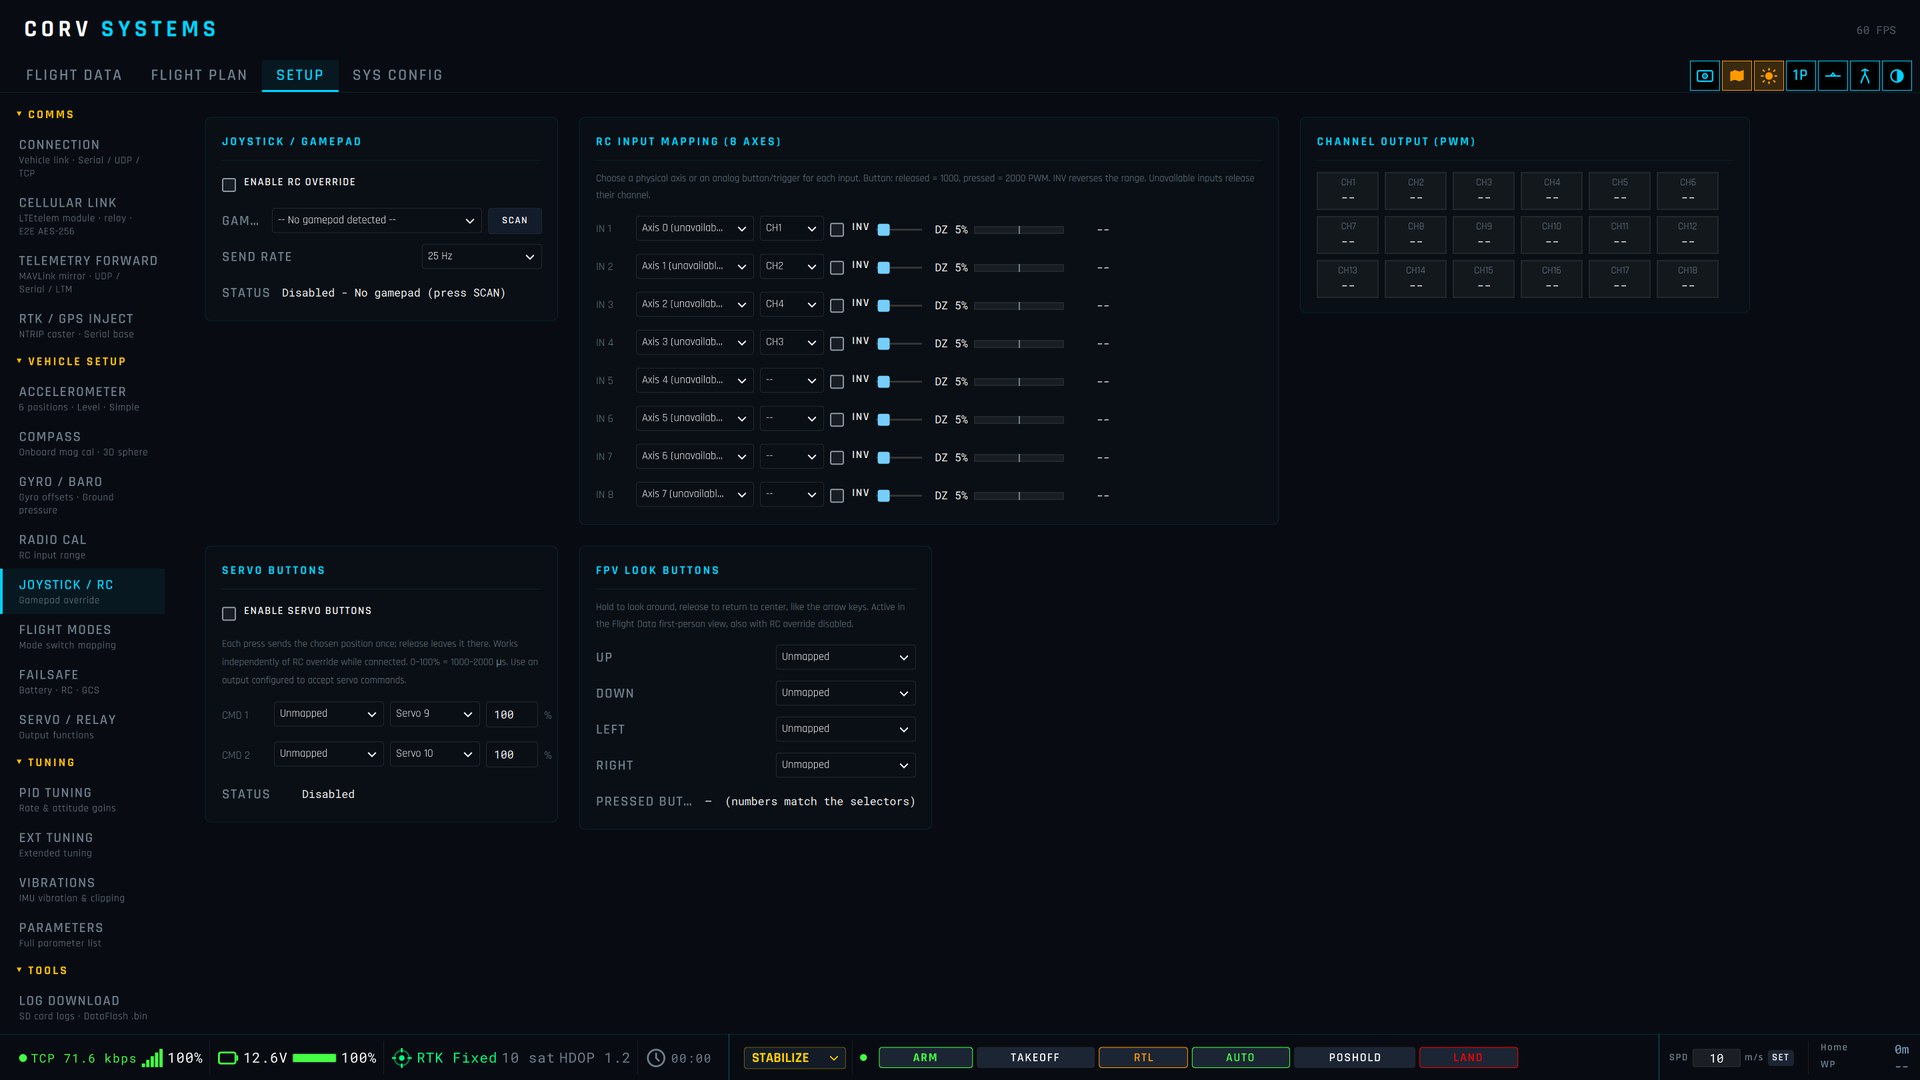 CORV SYSTEMS
60 FPS
FLIGHT DATA
FLIGHT PLAN
SETUP
SYS CONFIG
1P
▾ COMMS
CONNECTION
Vehicle link · Serial / UDP /
TCP
CELLULAR LINK
LTEtelem module · relay ·
E2E AES-256
TELEMETRY FORWARD
MAVLink mirror · UDP /
Serial / LTM
RTK / GPS INJECT
NTRIP caster · Serial base
▾ VEHICLE SETUP
ACCELEROMETER
6 positions · Level · Simple
COMPASS
Onboard mag cal · 3D sphere
GYRO / BARO
Gyro offsets · Ground
pressure
RADIO CAL
RC input range
JOYSTICK / RC
Gamepad override
FLIGHT MODES
Mode switch mapping
FAILSAFE
Battery · RC · GCS
SERVO / RELAY
Output functions
▾ TUNING
PID TUNING
Rate & attitude gains
EXT TUNING
Extended tuning
VIBRATIONS
IMU vibration & clipping
PARAMETERS
Full parameter list
▾ TOOLS
LOG DOWNLOAD
SD card logs · DataFlash .bin
JOYSTICK / GAMEPAD
ENABLE RC OVERRIDE
GAM... -- No gamepad detected -- SCAN
SEND RATE 25 Hz
STATUS Disabled - No gamepad (press SCAN)
RC INPUT MAPPING (8 AXES)
Choose a physical axis or an analog button/trigger for each input. Button: released = 1000, pressed = 2000 PWM. INV reverses the range. Unavailable inputs release
their channel.
IN 1 Axis 0 (unavailab... CH1 INV DZ 5% --
IN 2 Axis 1 (unavailabl... CH2 INV DZ 5% --
IN 3 Axis 2 (unavailab... CH4 INV DZ 5% --
IN 4 Axis 3 (unavailab... CH3 INV DZ 5% --
IN 5 Axis 4 (unavailab... -- INV DZ 5% --
IN 6 Axis 5 (unavailab... -- INV DZ 5% --
IN 7 Axis 6 (unavailab... -- INV DZ 5% --
IN 8 Axis 7 (unavailabl... -- INV DZ 5% --
CHANNEL OUTPUT (PWM)
CH1 CH2 CH3 CH4 CH5 CH6
-- -- -- -- -- --
CH7 CH8 CH9 CH10 CH11 CH12
-- -- -- -- -- --
CH13 CH14 CH15 CH16 CH17 CH18
-- -- -- -- -- --
SERVO BUTTONS
ENABLE SERVO BUTTONS
Each press sends the chosen position once; release leaves it there. Works
independently of RC override while connected. 0–100% = 1000–2000 µs. Use an
output configured to accept servo commands.
CMD 1 Unmapped Servo 9 100 %
CMD 2 Unmapped Servo 10 100 %
STATUS Disabled
FPV LOOK BUTTONS
Hold to look around, release to return to center, like the arrow keys. Active in
the Flight Data first-person view, also with RC override disabled.
UP Unmapped
DOWN Unmapped
LEFT Unmapped
RIGHT Unmapped
PRESSED BUT... — (numbers match the selectors)
TCP 71.6 kbps 100% 12.6V 100% RTK Fixed 10 sat HDOP 1.2 00:00
STABILIZE ARM TAKEOFF RTL AUTO POSHOLD LAND
SPD 10 m/s SET
Home 0m
WP --